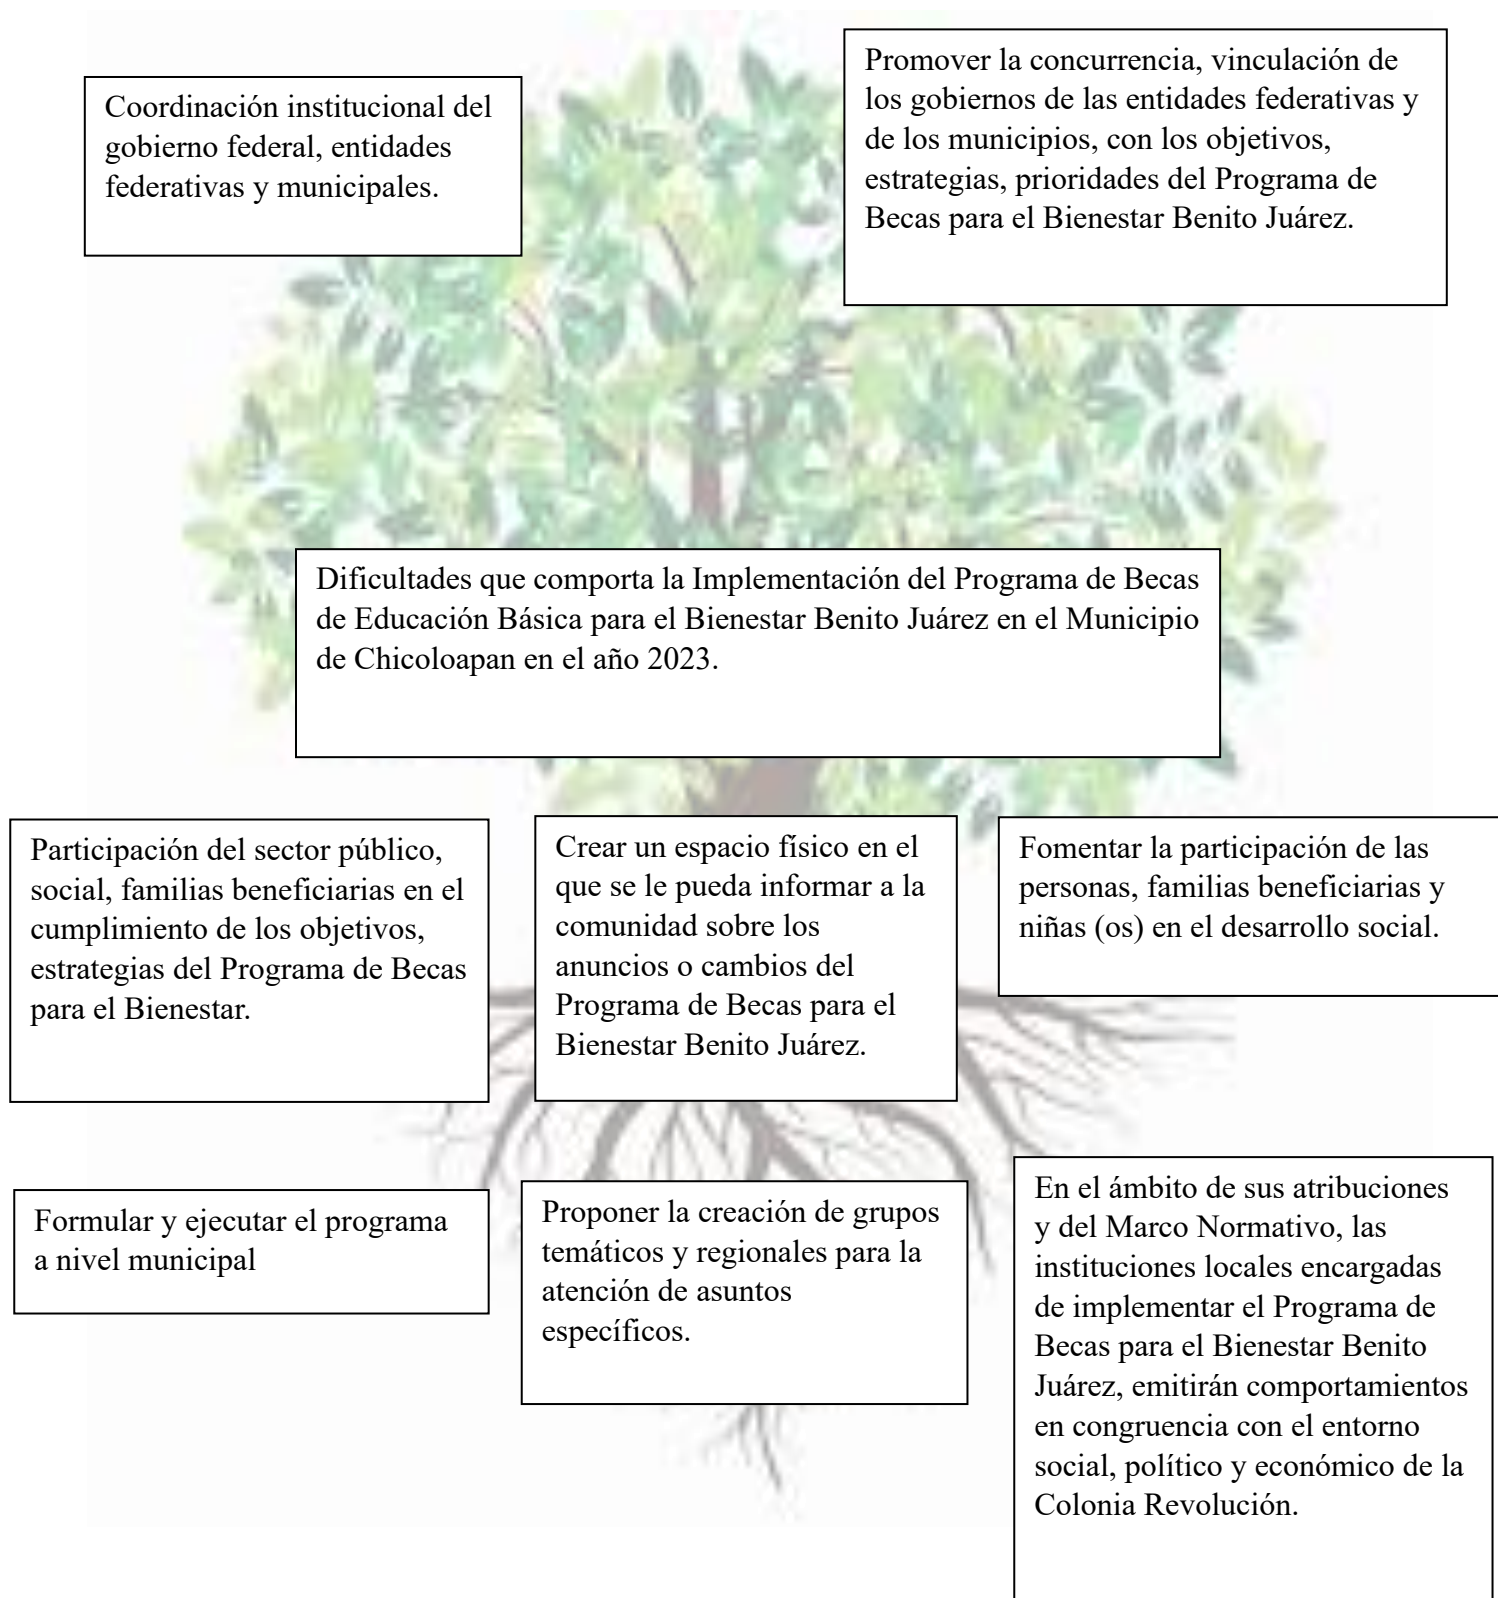 Coordinación institucional del
gobierno federal, entidades
federativas y municipales.
Promover la concurrencia, vinculación de
los gobiernos de las entidades federativas y
de los municipios, con los objetivos,
estrategias, prioridades del Programa de
Becas para el Bienestar Benito Juárez.
Dificultades que comporta la Implementación del Programa de Becas
de Educación Básica para el Bienestar Benito Juárez en el Municipio
de Chicoloapan en el año 2023.
Participación del sector público,
social, familias beneficiarias en el
cumplimiento de los objetivos,
estrategias del Programa de Becas
para el Bienestar.
Crear un espacio físico en el
que se le pueda informar a la
comunidad sobre los
anuncios o cambios del
Programa de Becas para el
Bienestar Benito Juárez.
Fomentar la participación de las
personas, familias beneficiarias y
niñas (os) en el desarrollo social.
Formular y ejecutar el programa
a nivel municipal
Proponer la creación de grupos
temáticos y regionales para la
atención de asuntos
específicos.
En el ámbito de sus atribuciones
y del Marco Normativo, las
instituciones locales encargadas
de implementar el Programa de
Becas para el Bienestar Benito
Juárez, emitirán comportamientos
en congruencia con el entorno
social, político y económico de la
Colonia Revolución.